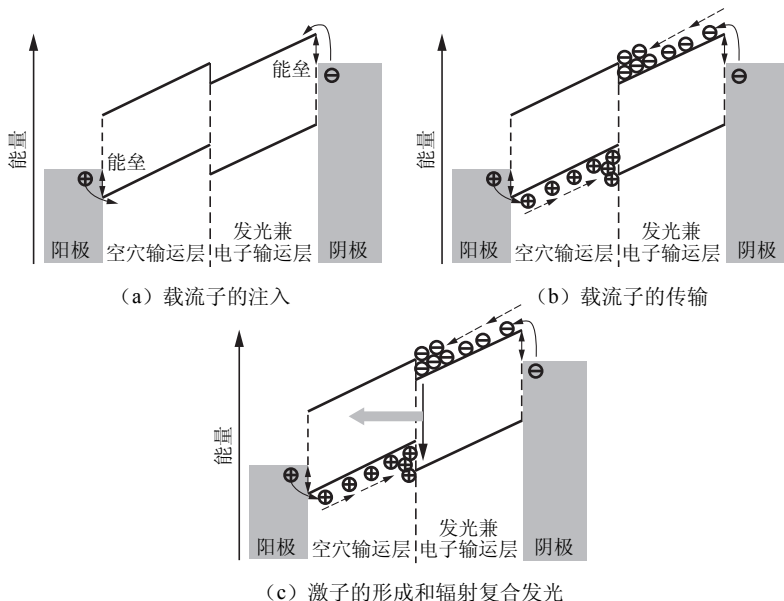 能量
能垒
能垒
阳极
空穴输运层
发光兼
电子输运层
阴极
（a）载流子的注入
能量
阳极
空穴输运层
发光兼
电子输运层
阴极
（b）载流子的传输
能量
阳极
空穴输运层
发光兼
电子输运层
阴极
（c）激子的形成和辐射复合发光